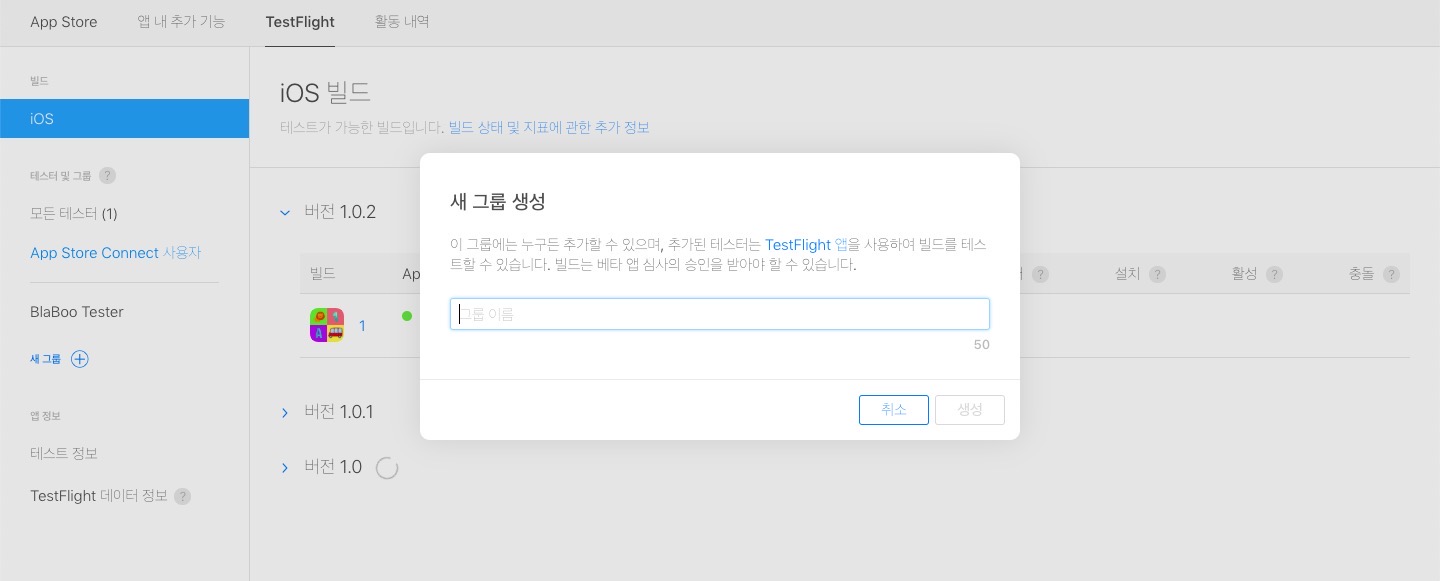 App Store 앱 내 추가 기능 TestFlight 활동 내역
빌드
iOS
테스터 및 그룹 ?
모든 테스터 (1)
App Store Connect 사용자
BlaBoo Tester
새 그룹
앱 정보
테스트 정보
TestFlight 데이터 정보 ?
iOS 빌드
테스트가 가능한 빌드입니다. 빌드 상태 및 지표에 관한 추가 정보
버전 1.0.2
빌드 Ap ? 설치 ? 활성 ? 충돌 ?
A 1
버전 1.0.1
버전 1.0
새 그룹 생성
이 그룹에는 누구든 추가할 수 있으며, 추가된 테스터는 TestFlight 앱을 사용하여 빌드를 테스
트할 수 있습니다. 빌드는 베타 앱 심사의 승인을 받아야 할 수 있습니다.
그룹 이름
50
취소 생성